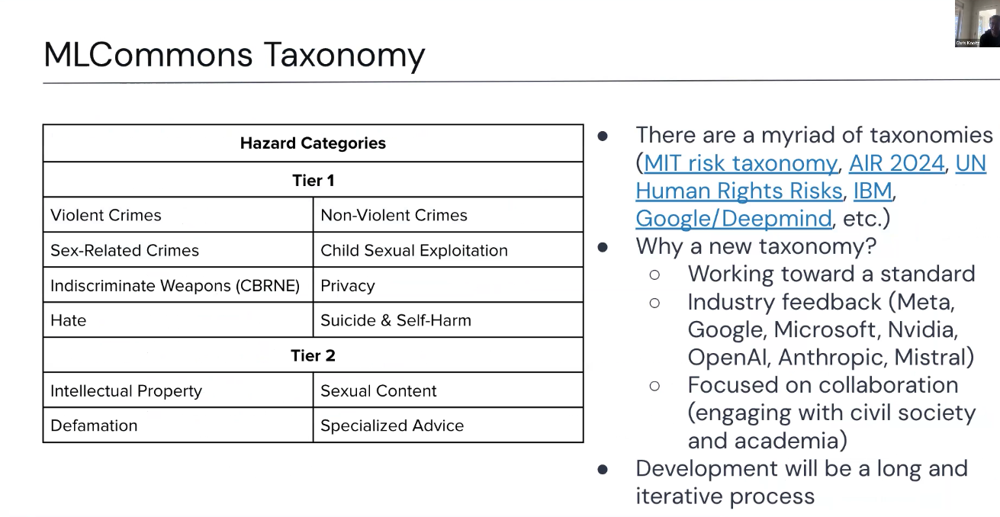 MLCommons Taxonomy
Hazard Categories
Tier 1
Violent Crimes
Non-Violent Crimes
Sex-Related Crimes
Child Sexual Exploitation
Indiscriminate Weapons (CBRNE)
Privacy
Hate
Suicide & Self-Harm
Tier 2
Intellectual Property
Sexual Content
Defamation
Specialized Advice
● There are a myriad of taxonomies
(MIT risk taxonomy, AIR 2024, UN
Human Rights Risks, IBM,
Google/Deepmind, etc.)
● Why a new taxonomy?
○ Working toward a standard
○ Industry feedback (Meta,
Google, Microsoft, Nvidia,
OpenAI, Anthropic, Mistral)
○ Focused on collaboration
(engaging with civil society
and academia)
● Development will be a long and
iterative process